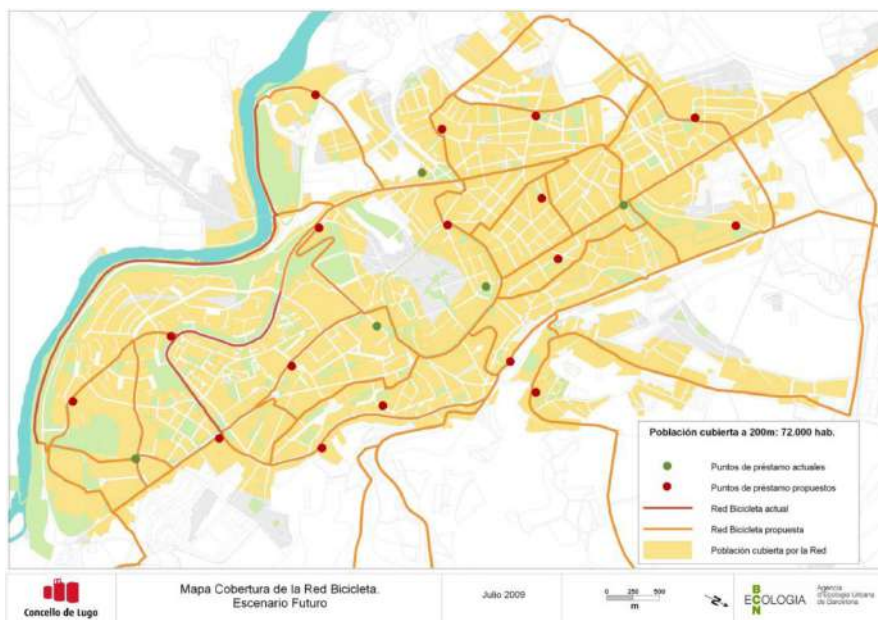 Población cubierta a 200m: 72.000 hab.
Puntos de préstamo actuales
Puntos de préstamo propuestos
Red Bicicleta actual
Red Bicicleta propuesta
Población cubierta por la Red
Concello de Lugo
Mapa Cobertura de la Red Bicicleta.
Escenario Futuro
Julio 2009
0 250 500
m
BCN
ECOLOGIA
Agència
d'Ecologia Urbana
de Barcelona